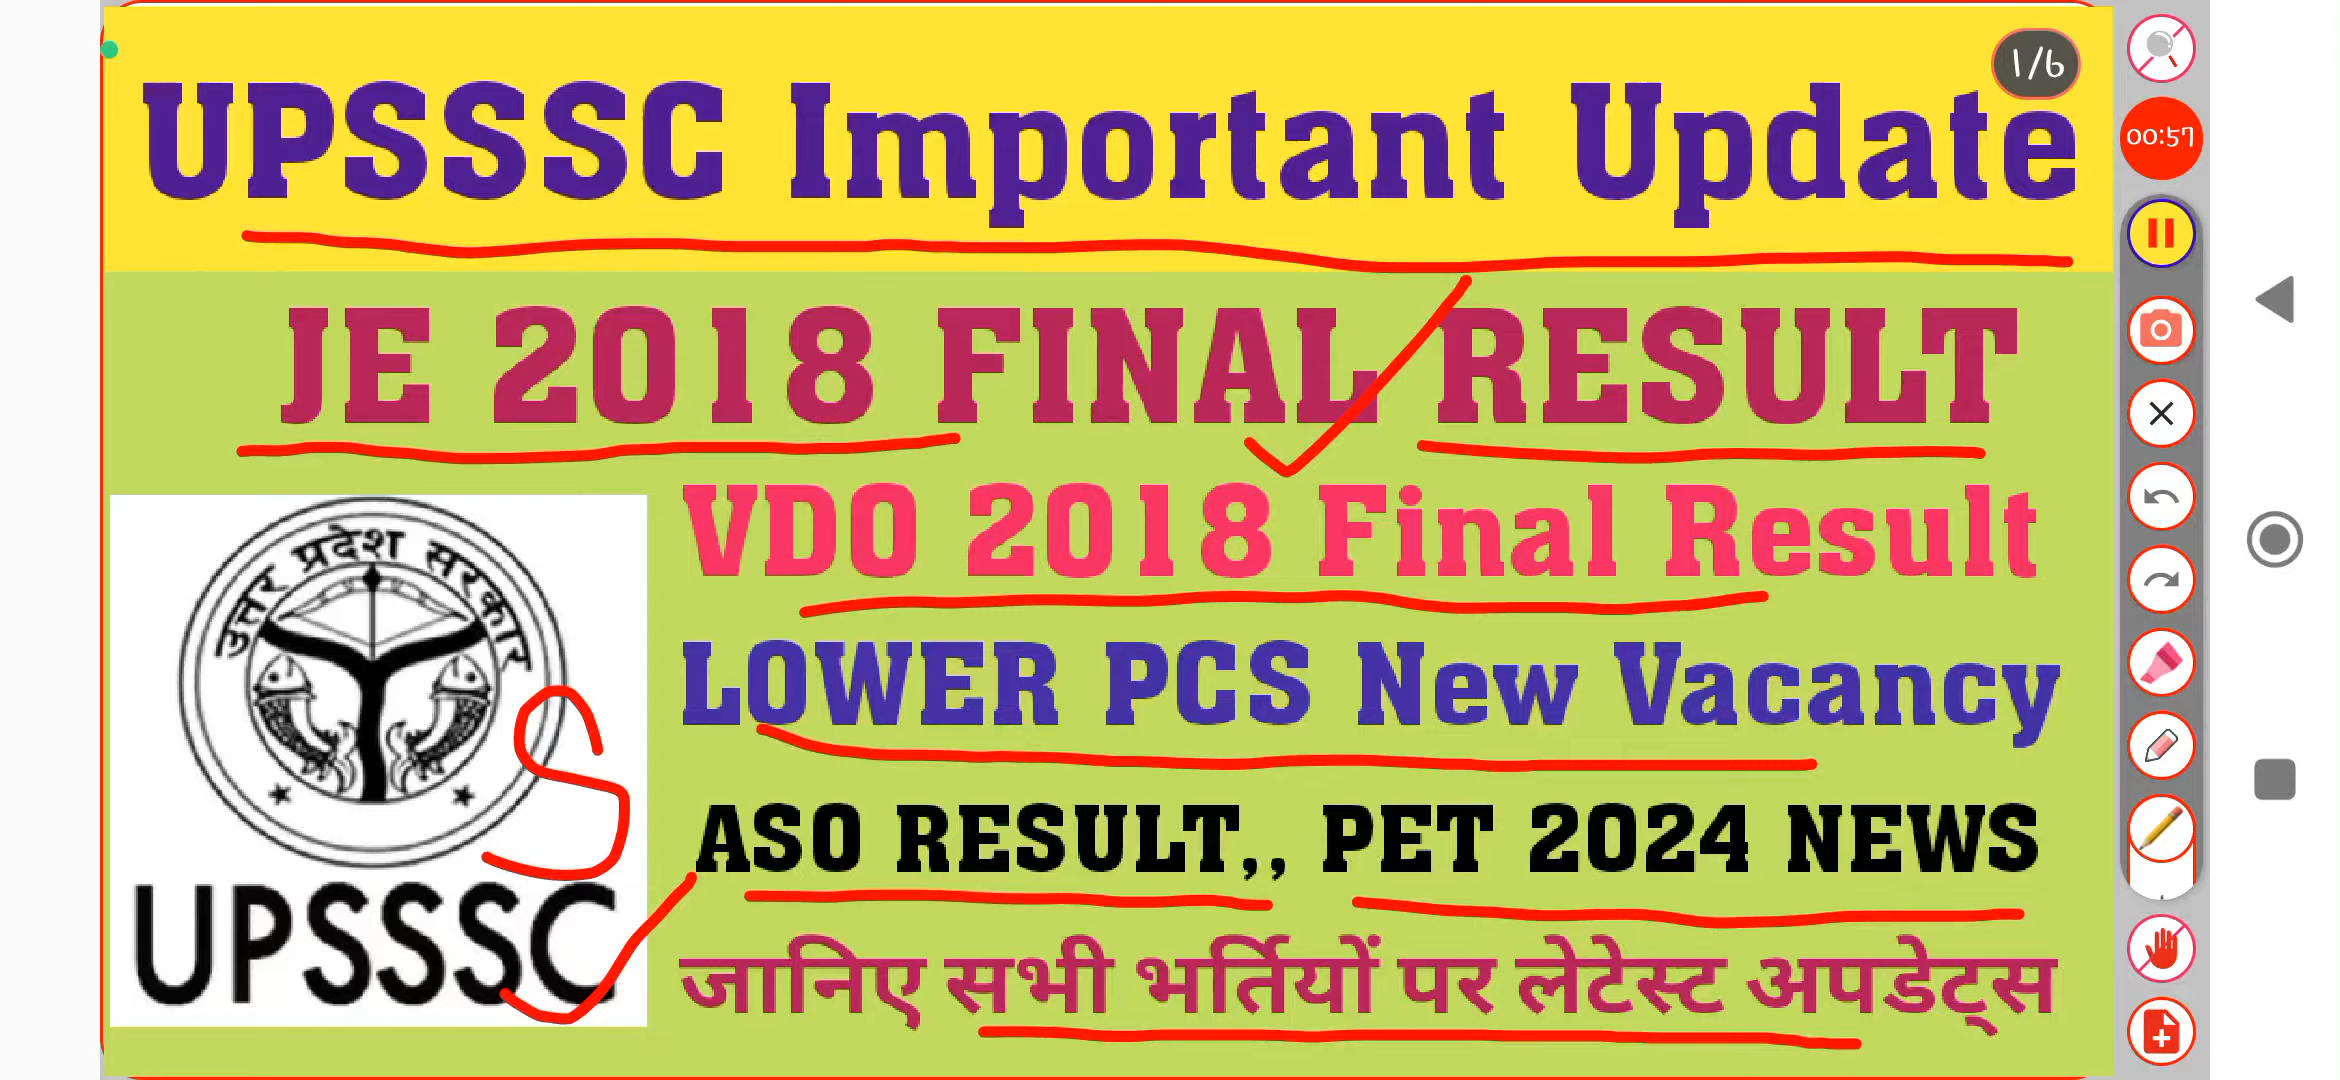 UPSSSC Important Update
1/6
00:57
JE 2018 FINAL RESULT
VDO 2018 Final Result
LOWER PCS New Vacancy
ASO RESULT,, PET 2024 NEWS
जानिए सभी भर्तियों पर लेटेस्ट अपडेट्स
उत्तर प्रदेश सरकार
UPSSSC